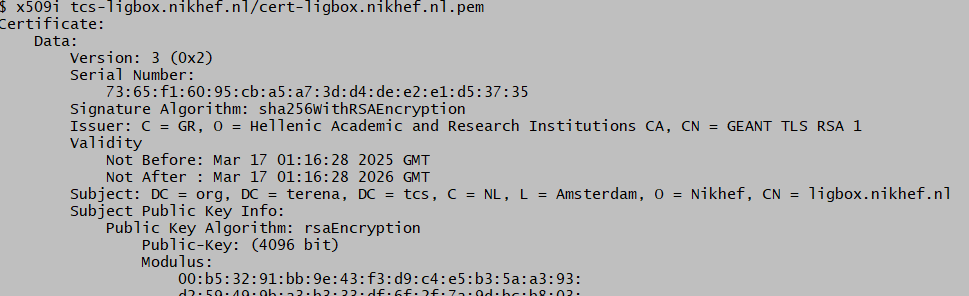 $ x509i tcs-ligbox.nikhef.nl/cert-ligbox.nikhef.nl.pem
Certificate:
    Data:
        Version: 3 (0x2)
        Serial Number:
            73:65:f1:60:95:cb:a5:a7:3d:d4:de:e2:e1:d5:37:35
        Signature Algorithm: sha256WithRSAEncryption
        Issuer: C = GR, O = Hellenic Academic and Research Institutions CA, CN = GEANT TLS RSA 1
        Validity
            Not Before: Mar 17 01:16:28 2025 GMT
            Not After : Mar 17 01:16:28 2026 GMT
        Subject: DC = org, DC = terena, DC = tcs, C = NL, L = Amsterdam, O = Nikhef, CN = ligbox.nikhef.nl
        Subject Public Key Info:
            Public Key Algorithm: rsaEncryption
                Public-Key: (4096 bit)
                Modulus:
                    00:b5:32:91:bb:9e:43:f3:d9:c4:e5:b3:5a:a3:93: